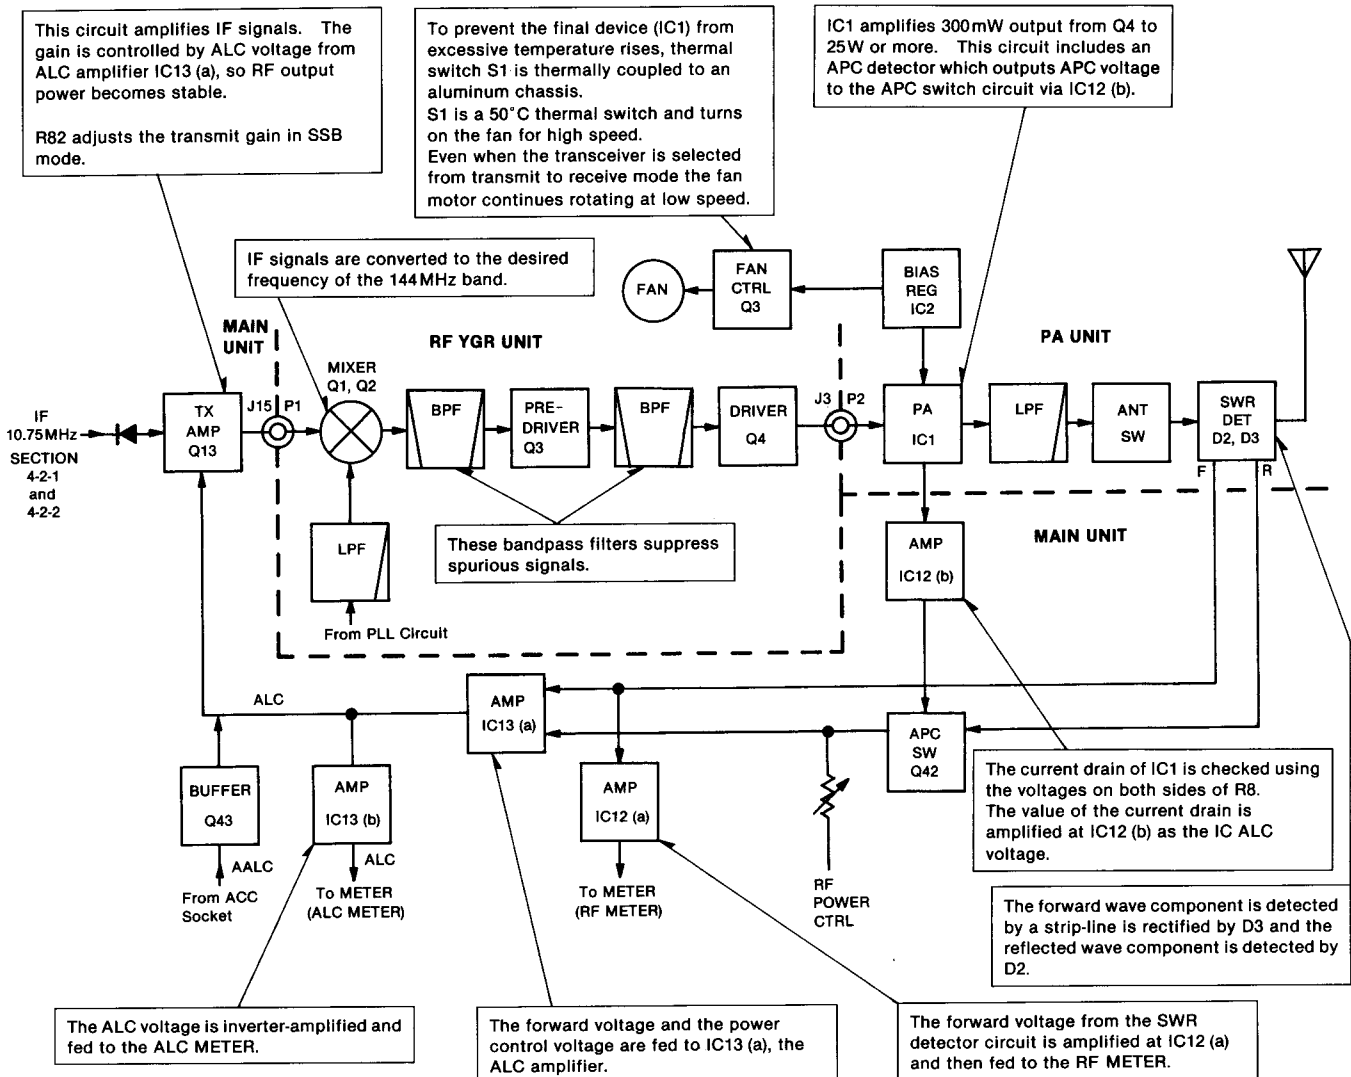 This circuit amplifies IF signals. The
gain is controlled by ALC voltage from
ALC amplifier IC13 (a), so RF output
power becomes stable.
R82 adjusts the transmit gain in SSB
mode.
To prevent the final device (IC1) from
excessive temperature rises, thermal
switch S1 is thermally coupled to an
aluminum chassis.
S1 is a 50°C thermal switch and turns
on the fan for high speed.
Even when the transceiver is selected
from transmit to receive mode the fan
motor continues rotating at low speed.
IC1 amplifies 300mW output from Q4 to
25W or more. This circuit includes an
APC detector which outputs APC voltage
to the APC switch circuit via IC12 (b).
IF signals are converted to the desired
frequency of the 144MHz band.
FAN
FAN
CTRL
Q3
BIAS
REG
IC2
MAIN
UNIT
RF YGR UNIT
PA UNIT
IF
10.75MHz
SECTION
4-2-1
and
4-2-2
TX
AMP
Q13
J15
P1
MIXER
Q1, Q2
BPF
PRE-
DRIVER
Q3
BPF
DRIVER
Q4
J3
P2
PA
IC1
LPF
ANT
SW
SWR
DET
D2, D3
F
R
LPF
From PLL Circuit
These bandpass filters suppress
spurious signals.
AMP
IC12 (b)
MAIN UNIT
ALC
AMP
IC13 (a)
APC
SW
Q42
BUFFER
Q43
AALC
From ACC
Socket
AMP
IC13 (b)
ALC
To METER
(ALC METER)
AMP
IC12 (a)
To METER
(RF METER)
RF
POWER
CTRL
The current drain of IC1 is checked using
the voltages on both sides of R8.
The value of the current drain is
amplified at IC12 (b) as the IC ALC
voltage.
The forward wave component is detected
by a strip-line is rectified by D3 and the
reflected wave component is detected by
D2.
The ALC voltage is inverter-amplified and
fed to the ALC METER.
The forward voltage and the power
control voltage are fed to IC13 (a), the
ALC amplifier.
The forward voltage from the SWR
detector circuit is amplified at IC12 (a)
and then fed to the RF METER.